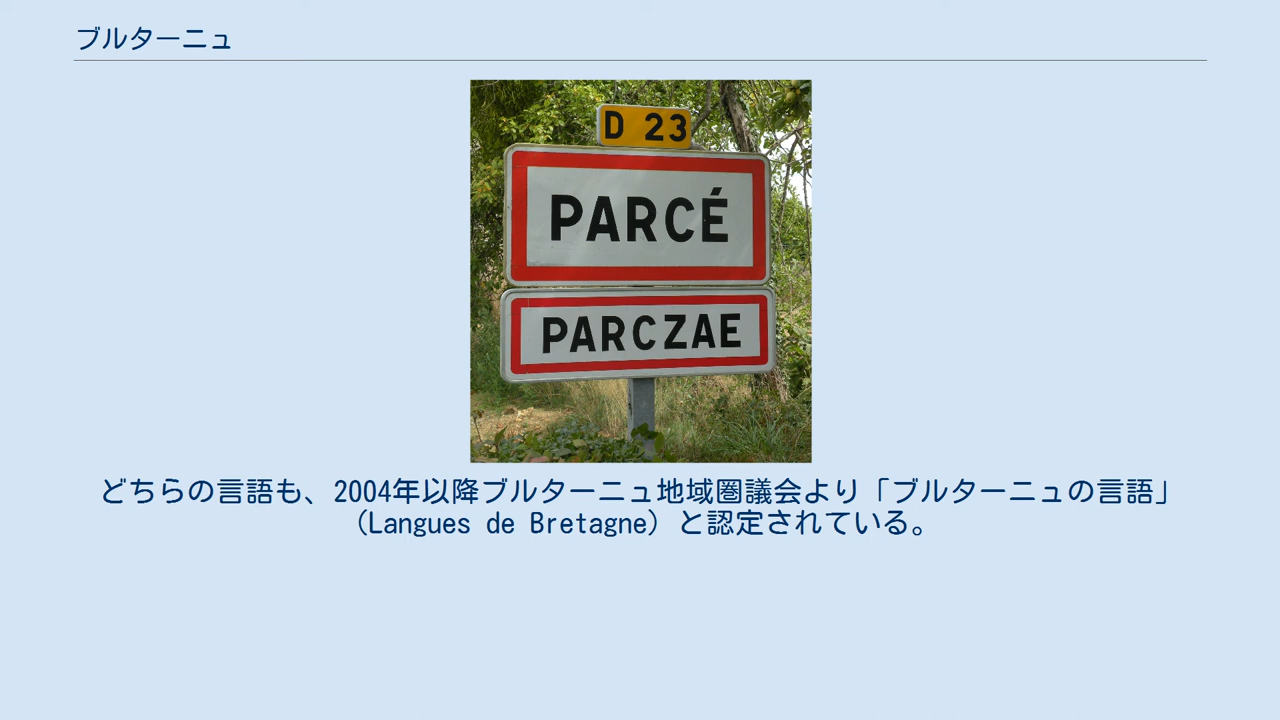 ブルターニュ
D 23
PARCÉ
PARCZAE
どちらの言語も、2004年以降ブルターニュ地域圏議会より「ブルターニュの言語」
（Langues de Bretagne）と認定されている。